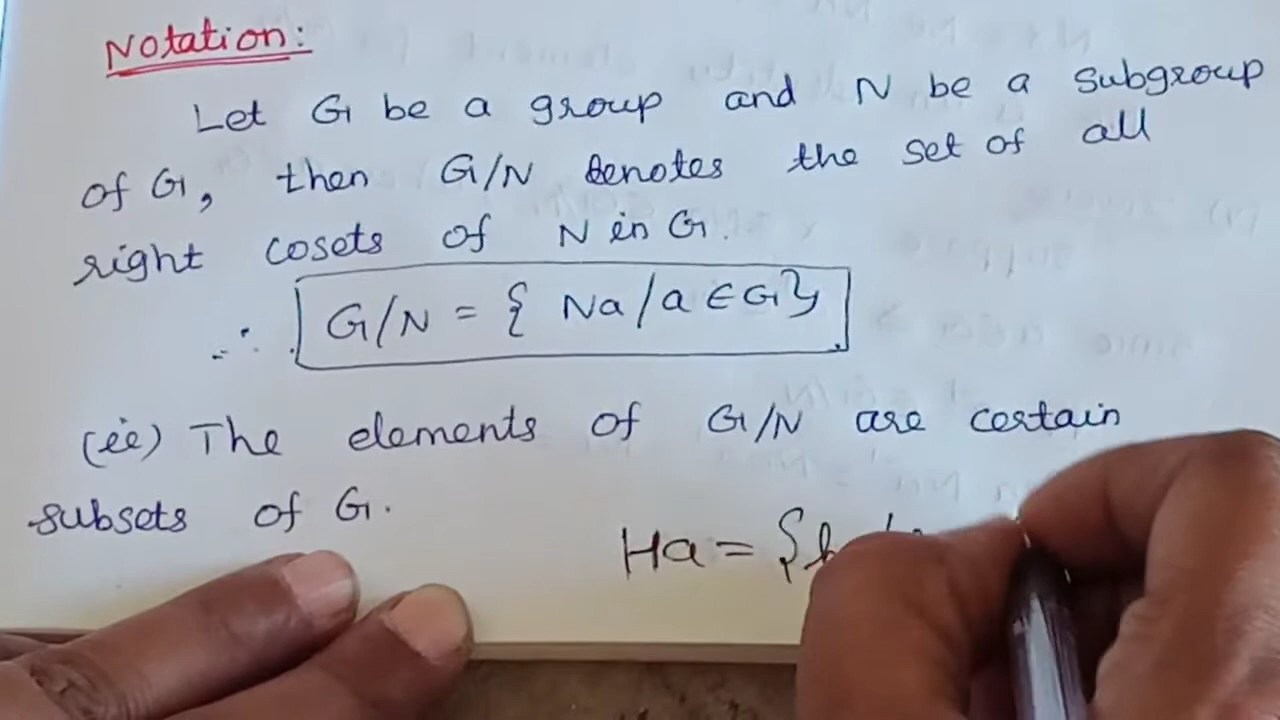 Notation:
Let G be a group and N be a subgroup
of G, then G/N denotes the set of all
right cosets of N in G.
∴ G/N = { Na/a ∈ G}
(ii) The elements of G/N are certain
subsets of G.
Ha = {h